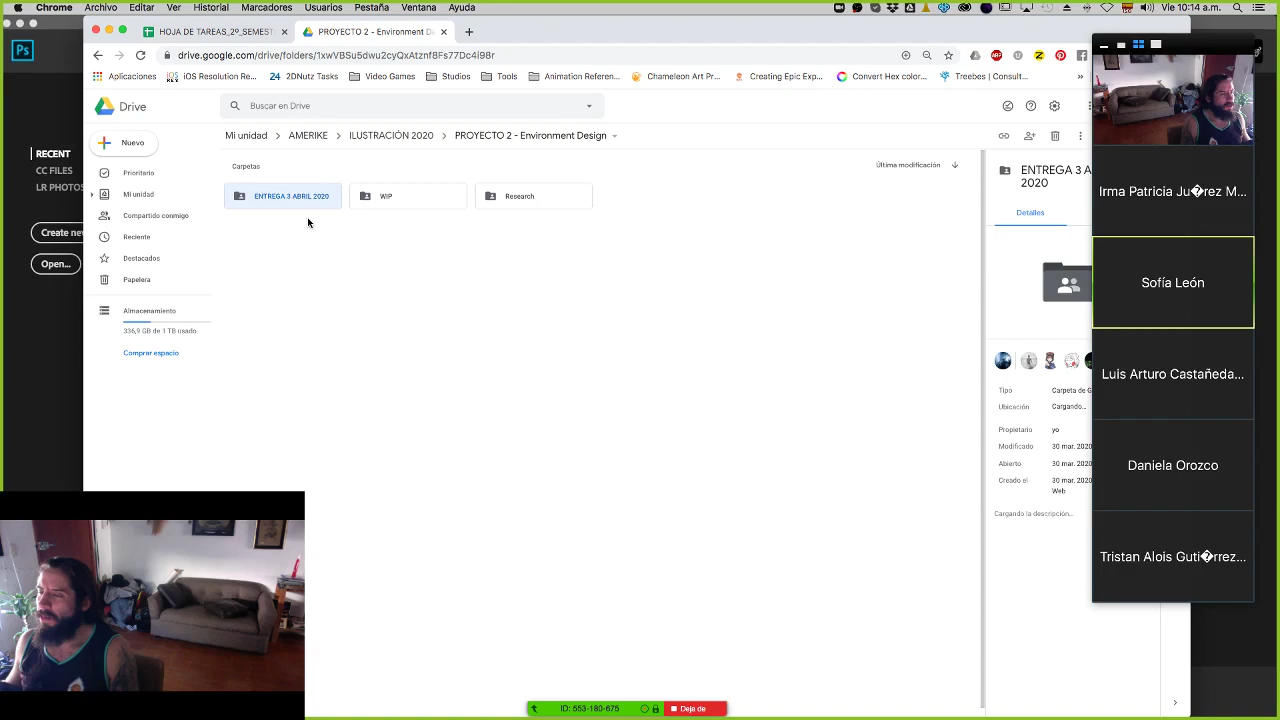 Chrome Archivo Editar Ver Historial Marcadores Usuarios Pestaña Ventana Ayuda
Vie 10:14 a.m.
HOJA DE TAREAS_2º_SEMEST
PROYECTO 2 - Environment D
drive.google.com/drive/folders/
Aplicaciones
iOS Resolution Re...
2DNutz Tasks
Video Games
Studios
Tools
Animation Referen...
Chameleon Art Pr...
Creating Epic Exp...
Convert Hex color...
Treebes | Consult...
Ps
Drive
Buscar en Drive
Nuevo
Mi unidad > AMERIKE > ILUSTRACIÓN 2020 > PROYECTO 2 - Environment Design
Carpetas
Última modificación
ENTREGA 3 ABRIL 2020
WIP
Research
Prioritario
Mi unidad
Compartido conmigo
Reciente
Destacados
Papelera
Almacenamiento
336,9 GB de 1 TB usado
Comprar espacio
RECENT
CC FILES
LR PHOTOS
Create new
Open...
ENTREGA 3 A
2020
Detalles
Tipo Carpeta de G
Ubicación Cargando...
Propietario yo
Modificado 30 mar. 2020
Abierto 30 mar. 2020
Creado el 30 mar. 2020
Web
Cargando la descripción...
Irma Patricia Ju�rez M...
Sofía León
Luis Arturo Castañeda...
Daniela Orozco
Tristan Alois Guti�rrez...
ID: 553-180-675
Deja de